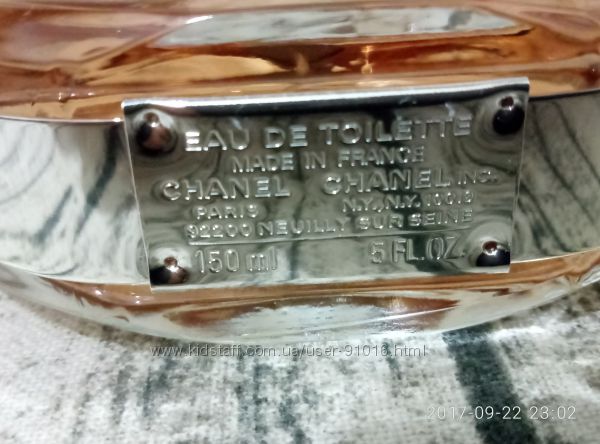 EAU DE TOILETTE
MADE IN FRANCE
CHANEL CHANEL INC.
PARIS N.Y., N.Y. 10019
92200 NEUILLY SUR SEINE
150 ml 5 FL.OZ.
www.kidstaff.com.ua/user-91016.html
2017-09-22 23:02